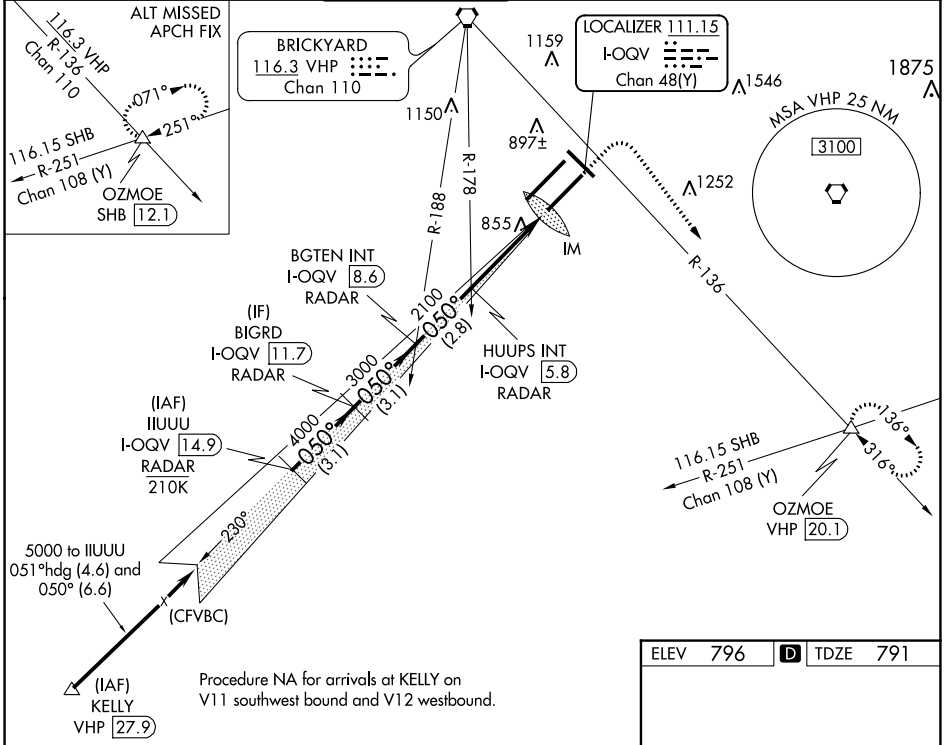 ALT MISSED
APCH FIX
116.3 VHP
R-136
Chan 110
071°
251°
116.15 SHB
R-251
Chan 108 (Y)
OZMOE
SHB 12.1
BRICKYARD
116.3 VHP
Chan 110
LOCALIZER 111.15
I-OQV
Chan 48(Y)
1159
1546
1875
1150
897±
1252
855
MSA VHP 25 NM
3100
R-188
R-178
R-136
IM
BGTEN INT
I-OQV 8.6
RADAR
(IF)
BIGRD
I-OQV 11.7
RADAR
(IAF)
IIUUU
I-OQV 14.9
RADAR
210K
HUUPS INT
I-OQV 5.8
RADAR
2100
050°
(2.8)
3000
050°
(3.1)
4000
050°
(3.1)
230°
5000 to IIUUU
051°hdg (4.6) and
050° (6.6)
(CFVBC)
(IAF)
KELLY
VHP 27.9
Procedure NA for arrivals at KELLY on
V11 southwest bound and V12 westbound.
116.15 SHB
R-251
Chan 108 (Y)
136°
316°
OZMOE
VHP 20.1
ELEV 796 D TDZE 791